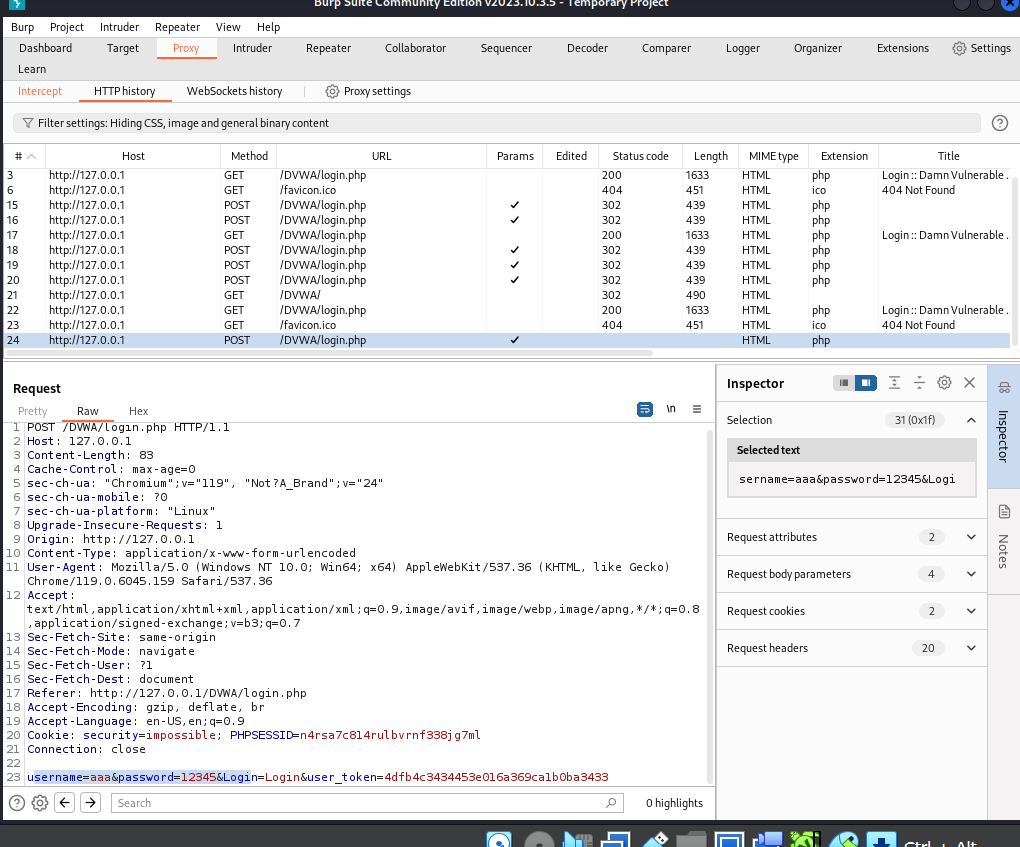 Burp Suite Community Edition v2023.10.3.5 - Temporary Project
Burp Project Intruder Repeater View Help
Dashboard Target Proxy Intruder Repeater Collaborator Sequencer Decoder Comparer Logger Organizer Extensions Settings
Learn
Intercept HTTP history WebSockets history Proxy settings
Filter settings: Hiding CSS, image and general binary content
# Host Method URL Params Edited Status code Length MIME type Extension Title
3 http://127.0.0.1 GET /DVWA/login.php 200 1633 HTML php Login :: Damn Vulnerable .
6 http://127.0.0.1 GET /favicon.ico 404 451 HTML ico 404 Not Found
15 http://127.0.0.1 POST /DVWA/login.php ✓ 302 439 HTML php
16 http://127.0.0.1 POST /DVWA/login.php ✓ 302 439 HTML php
17 http://127.0.0.1 GET /DVWA/login.php 200 1633 HTML php Login :: Damn Vulnerable ..
18 http://127.0.0.1 POST /DVWA/login.php ✓ 302 439 HTML php
19 http://127.0.0.1 POST /DVWA/login.php ✓ 302 439 HTML php
20 http://127.0.0.1 POST /DVWA/login.php ✓ 302 439 HTML php
21 http://127.0.0.1 GET /DVWA/ 302 490 HTML
22 http://127.0.0.1 GET /DVWA/login.php 200 1633 HTML php Login :: Damn Vulnerable ..
23 http://127.0.0.1 GET /favicon.ico 404 451 HTML ico 404 Not Found
24 http://127.0.0.1 POST /DVWA/login.php ✓ HTML php
Request
Pretty Raw Hex \n
1 POST /DVWA/login.php HTTP/1.1
2 Host: 127.0.0.1
3 Content-Length: 83
4 Cache-Control: max-age=0
5 sec-ch-ua: "Chromium";v="119", "Not?A_Brand";v="24"
6 sec-ch-ua-mobile: ?0
7 sec-ch-ua-platform: "Linux"
8 Upgrade-Insecure-Requests: 1
9 Origin: http://127.0.0.1
10 Content-Type: application/x-www-form-urlencoded
11 User-Agent: Mozilla/5.0 (Windows NT 10.0; Win64; x64) AppleWebKit/537.36 (KHTML, like Gecko)
Chrome/119.0.6045.159 Safari/537.36
12 Accept:
text/html,application/xhtml+xml,application/xml;q=0.9,image/avif,image/webp,image/apng,*/*;q=0.8
,application/signed-exchange;v=b3;q=0.7
13 Sec-Fetch-Site: same-origin
14 Sec-Fetch-Mode: navigate
15 Sec-Fetch-User: ?1
16 Sec-Fetch-Dest: document
17 Referer: http://127.0.0.1/DVWA/login.php
18 Accept-Encoding: gzip, deflate, br
19 Accept-Language: en-US,en;q=0.9
20 Cookie: security=impossible; PHPSESSID=n4rsa7c814rulbvrnf338jg7ml
21 Connection: close
22
23 username=aaa&password=12345&Login=Login&user_token=4dfb4c3434453e016a369ca1b0ba3433
Search 0 highlights
Inspector
Selection 31 (0x1f)
Selected text
sername=aaa&password=12345&Logi
Request attributes 2
Request body parameters 4
Request cookies 2
Request headers 20
Inspector
Notes
Ctrl + Alt